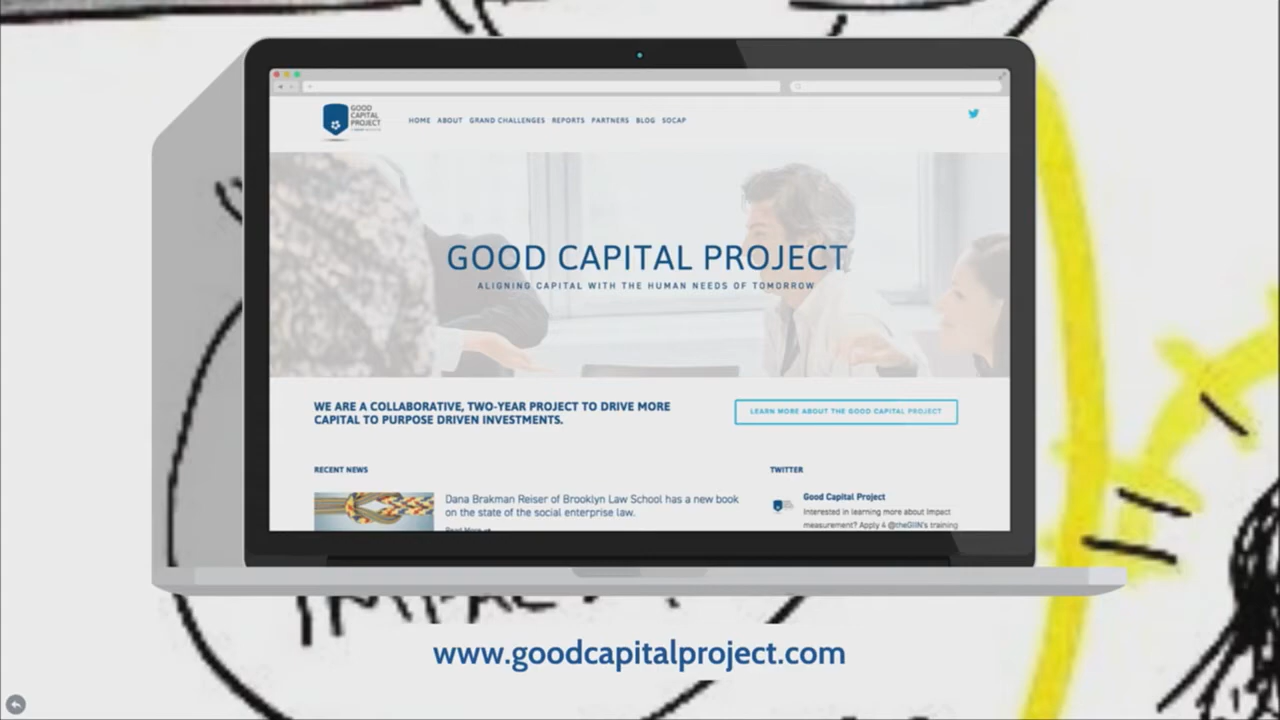 GOOD
CAPITAL
PROJECT
HOME ABOUT GRAND CHALLENGES REPORTS PARTNERS BLOG SOCAP
GOOD CAPITAL PROJECT
ALIGNING CAPITAL WITH THE HUMAN NEEDS OF TOMORROW
WE ARE A COLLABORATIVE, TWO-YEAR PROJECT TO DRIVE MORE
CAPITAL TO PURPOSE DRIVEN INVESTMENTS.
LEARN MORE ABOUT THE GOOD CAPITAL PROJECT
RECENT NEWS
TWITTER
Dana Brakman Reiser of Brooklyn Law School has a new book
on the state of the social enterprise law.
Read More
Good Capital Project
Interested in learning more about Impact
measurement? Apply 4 @theGIIN's training
IMPACT
www.goodcapitalproject.com